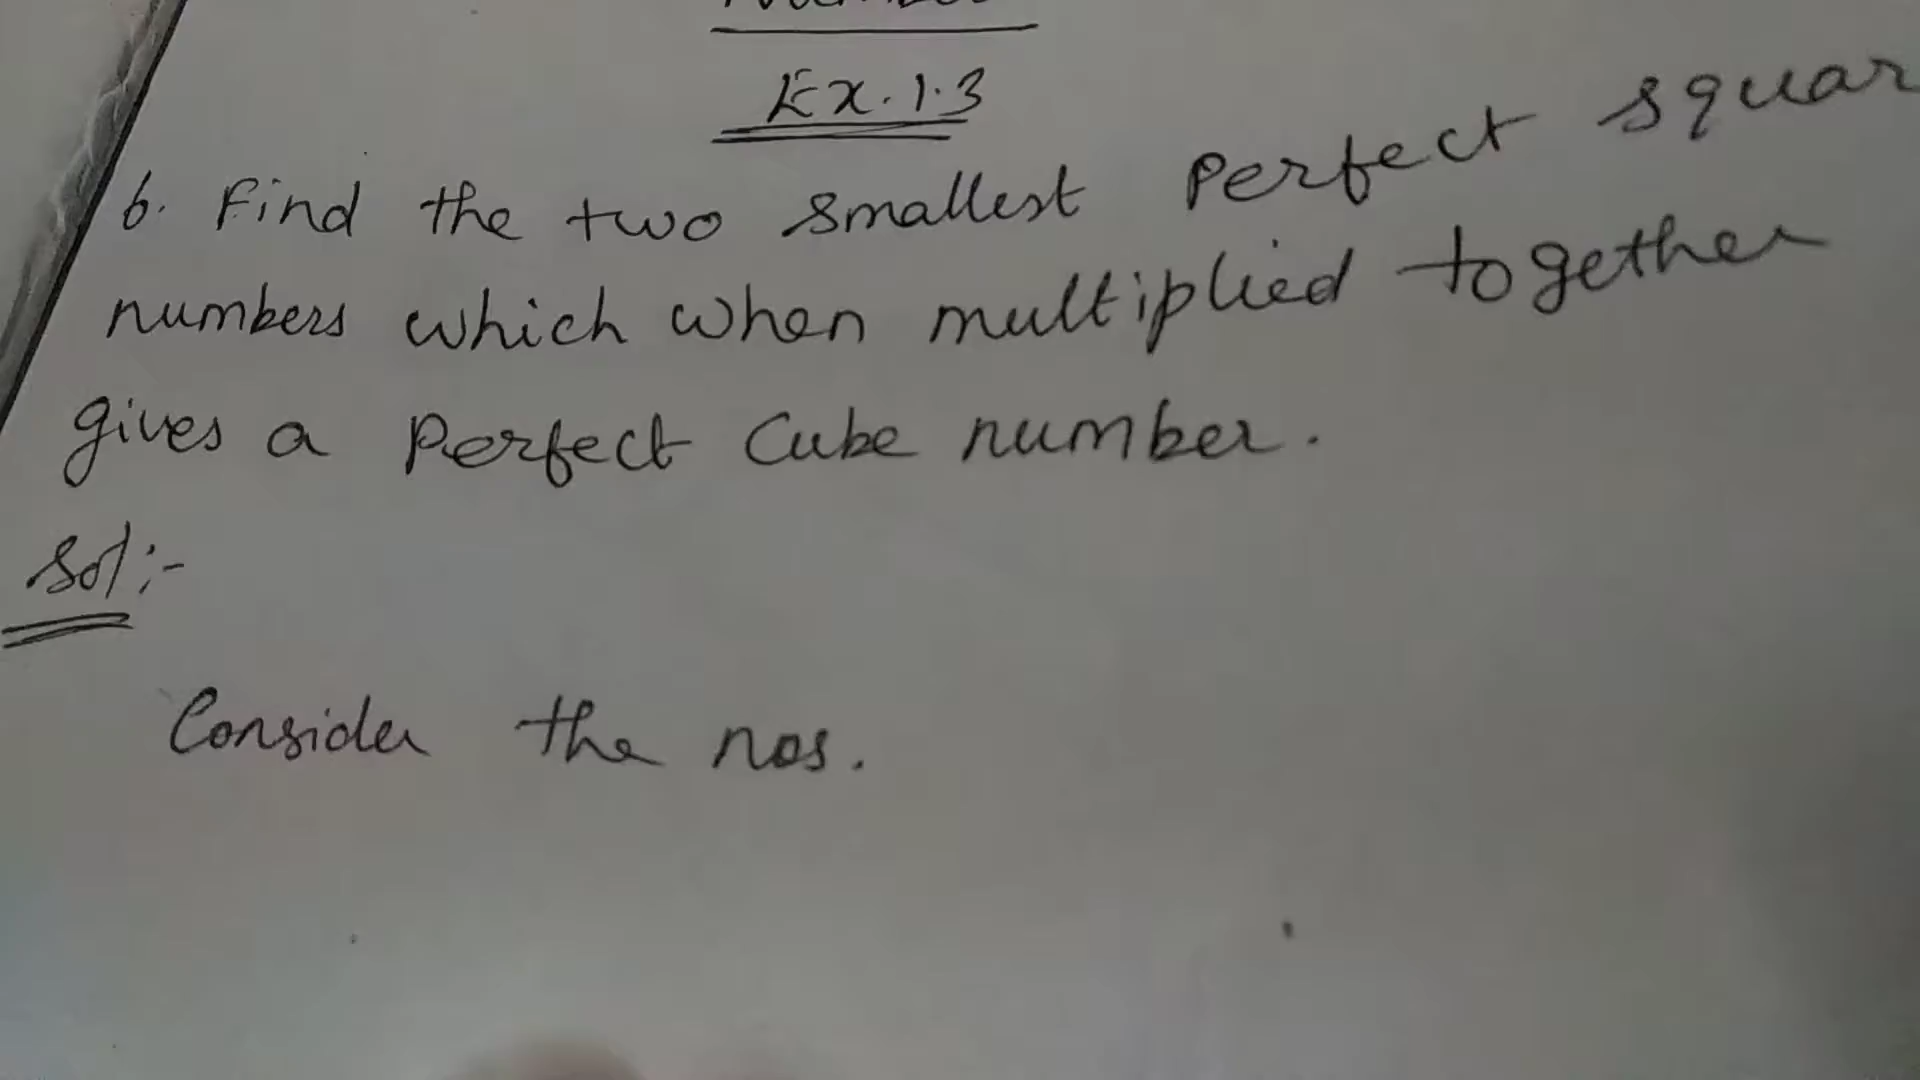 Ex. 1.3
6. Find the two smallest perfect squar
numbers which when multiplied together
gives a perfect cube number.
Sol:-
Consider the nos.